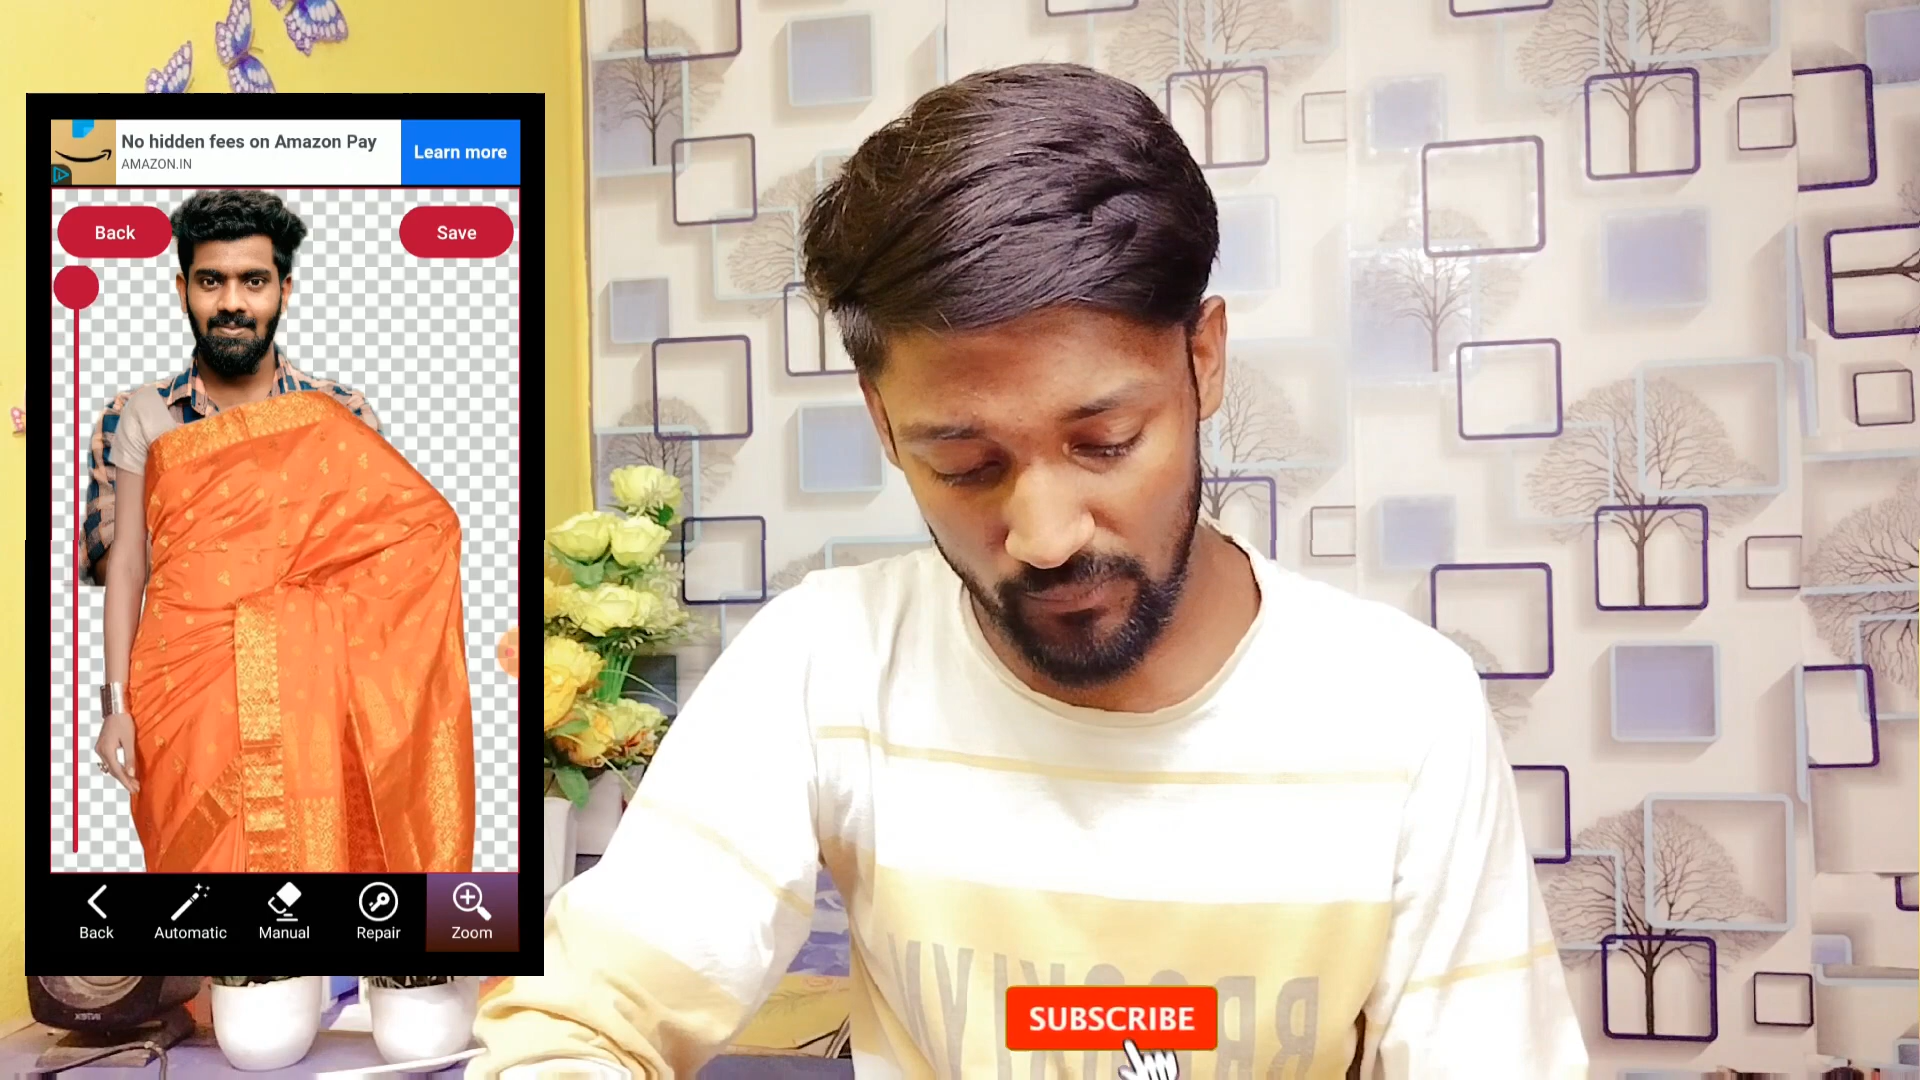 No hidden fees on Amazon Pay
AMAZON.IN
Learn more
Back
Save
Back
Automatic
Manual
Repair
Zoom
SUBSCRIBE